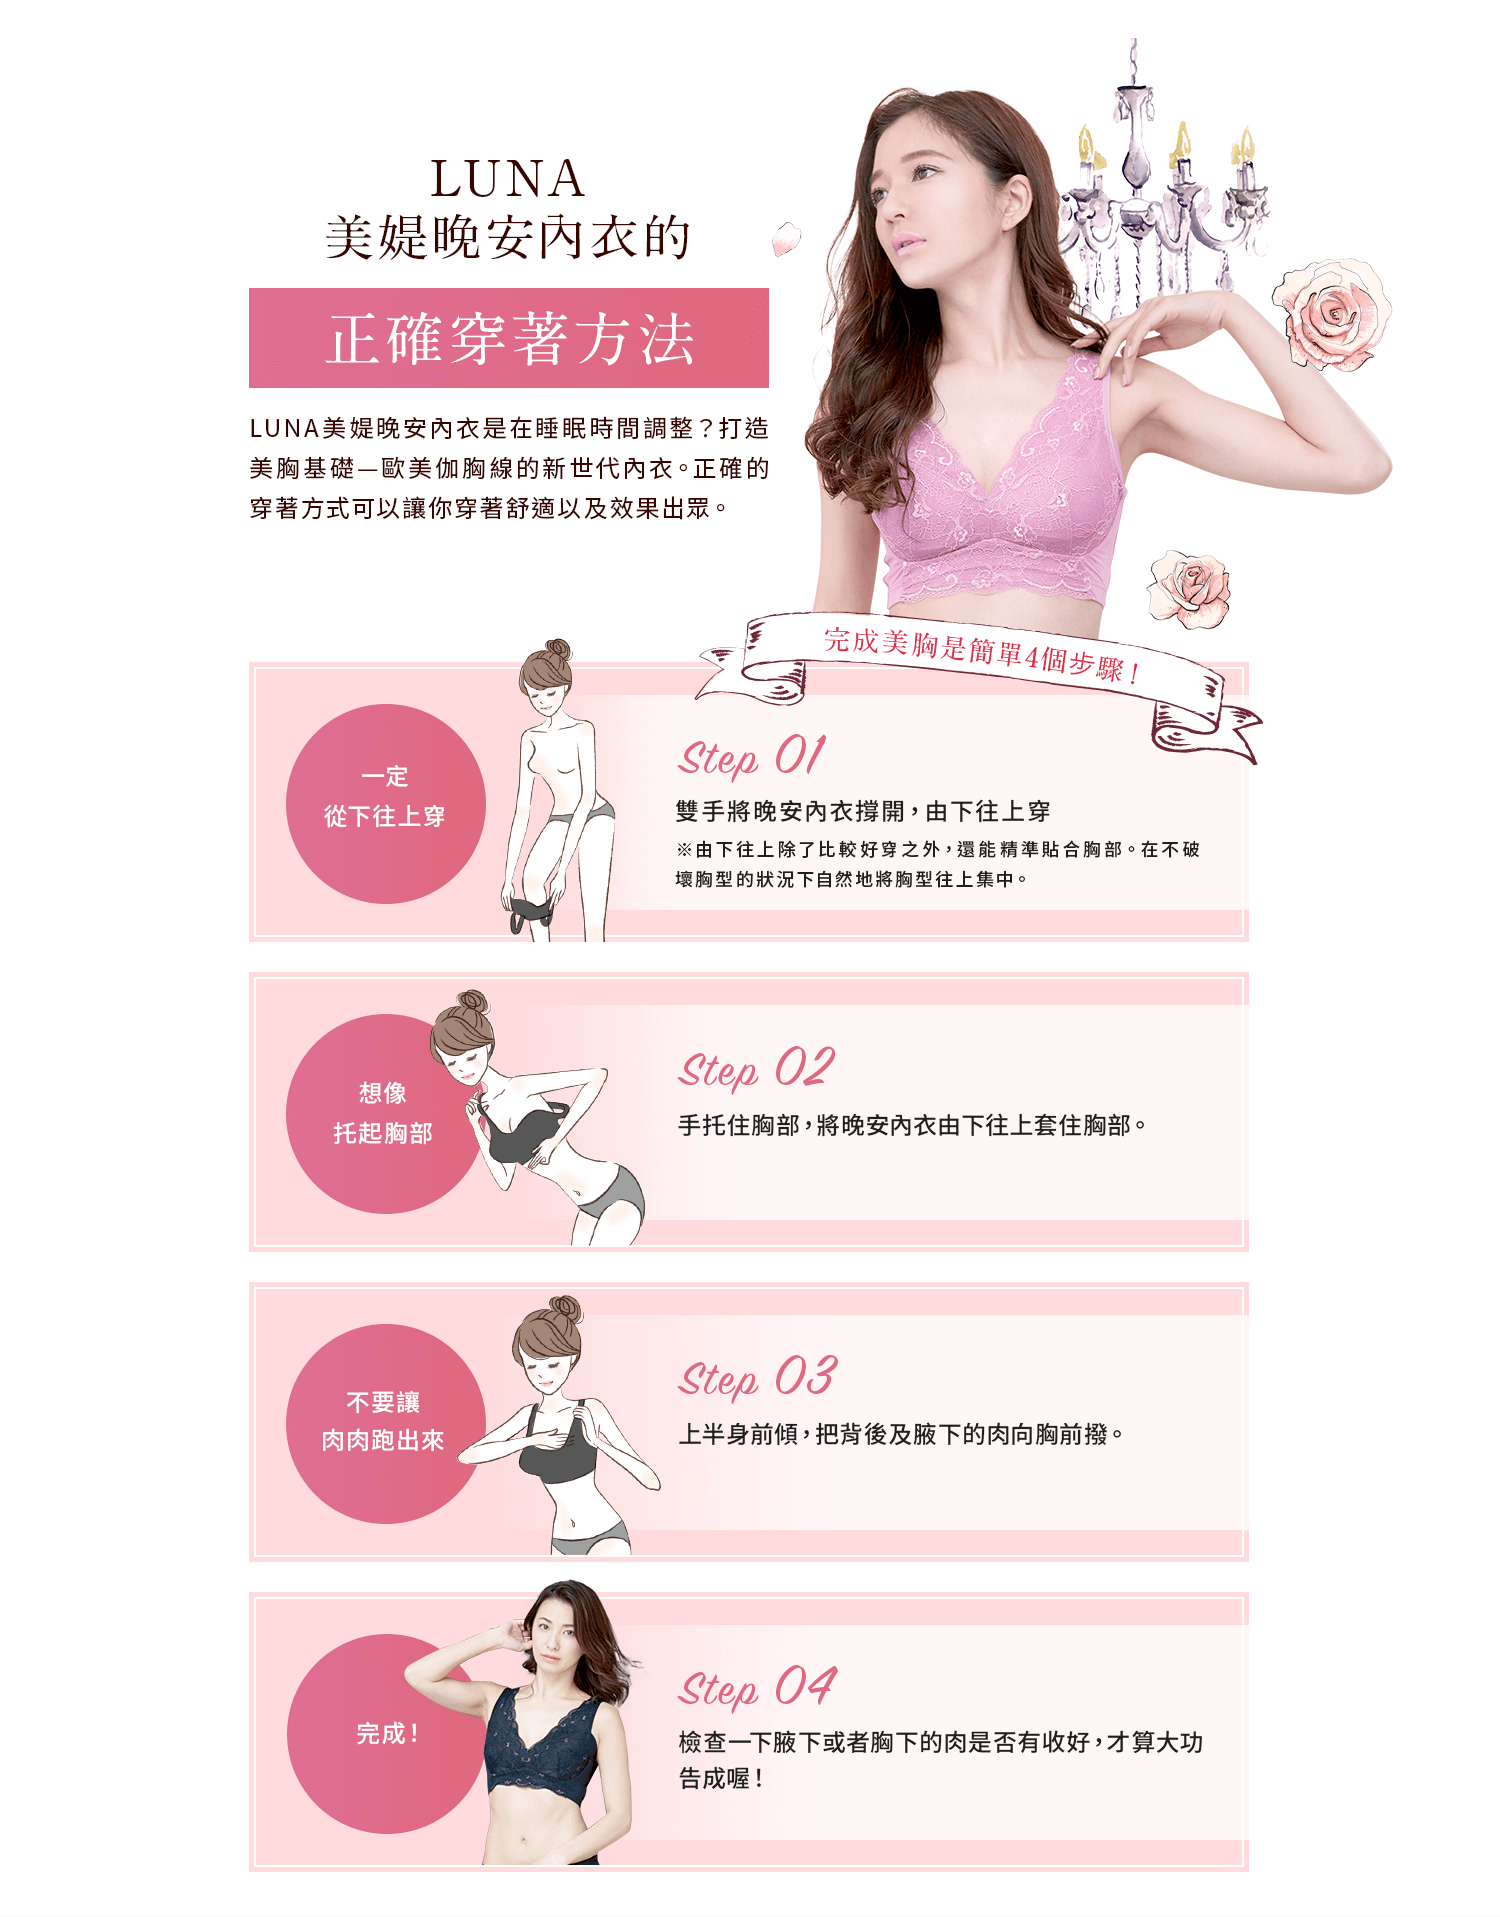 LUNA
美媞晚安內衣的
正確穿著方法
LUNA美媞晚安內衣是在睡眠時間調整？打造
美胸基礎—歐美伽胸線的新世代內衣。正確的
穿著方式可以讓你穿著舒適以及效果出眾。
完成美胸是簡單4個步驟！
一定
從下往上穿
Step 01
雙手將晚安內衣撐開，由下往上穿
※由下往上除了比較好穿之外，還能精準貼合胸部。在不破
壞胸型的狀況下自然地將胸型往上集中。
想像
托起胸部
Step 02
手托住胸部，將晚安內衣由下往上套住胸部。
不要讓
肉肉跑出來
Step 03
上半身前傾，把背後及腋下的肉向胸前撥。
完成！
Step 04
檢查一下腋下或者胸下的肉是否有收好，才算大功
告成喔！